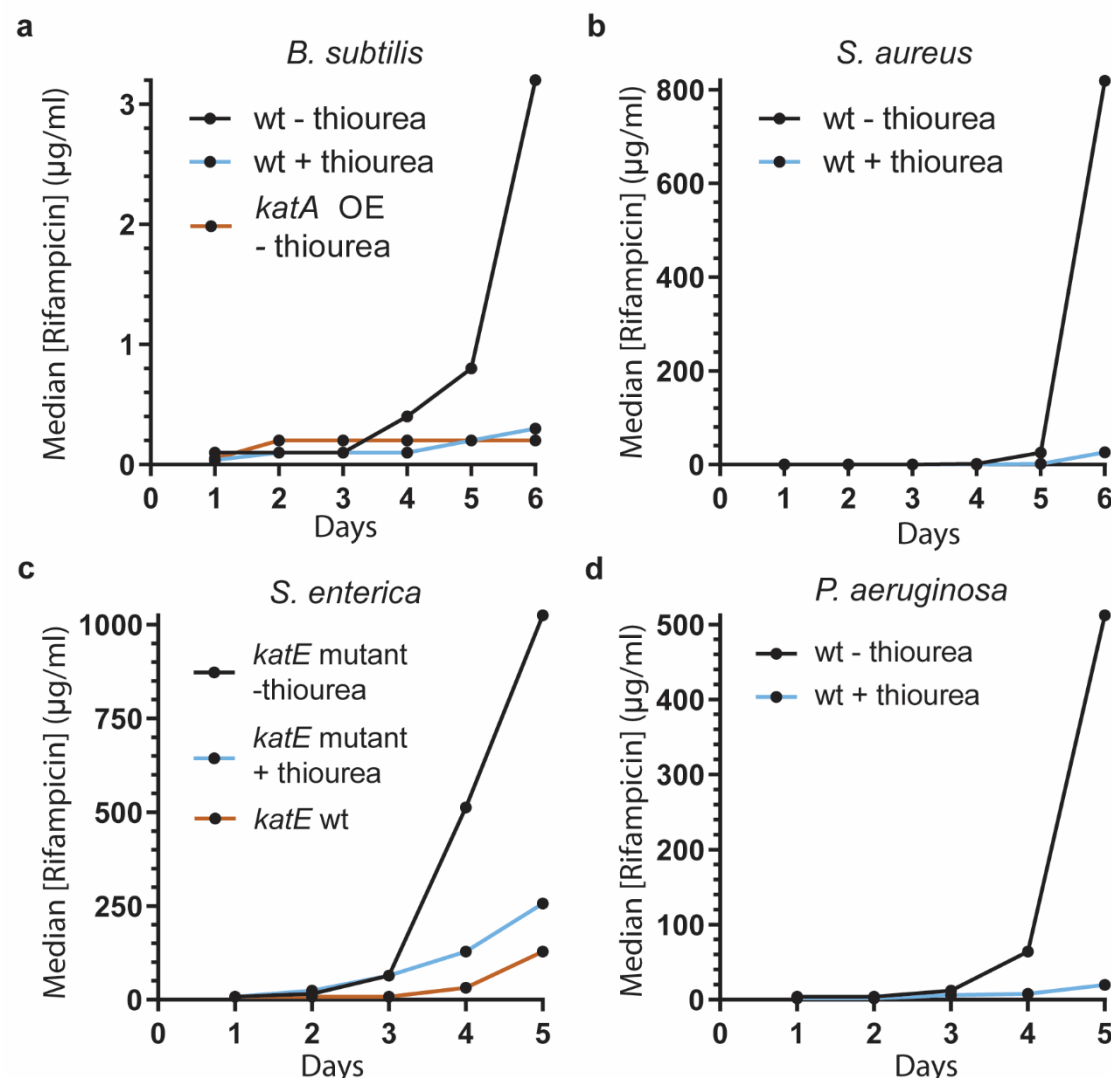 a
B. subtilis
Median [Rifampicin] (µg/ml)
3
2
1
0
wt - thiourea
wt + thiourea
katA OE
- thiourea
0 1 2 3 4 5 6
Days
b
S. aureus
Median [Rifampicin] (µg/ml)
800
600
400
200
0
wt - thiourea
wt + thiourea
0 1 2 3 4 5 6
Days
c
S. enterica
Median [Rifampicin] (µg/ml)
1000
750
500
250
0
katE mutant
-thiourea
katE mutant
+ thiourea
katE wt
0 1 2 3 4 5
Days
d
P. aeruginosa
Median [Rifampicin] (µg/ml)
500
400
300
200
100
0
wt - thiourea
wt + thiourea
0 1 2 3 4 5
Days